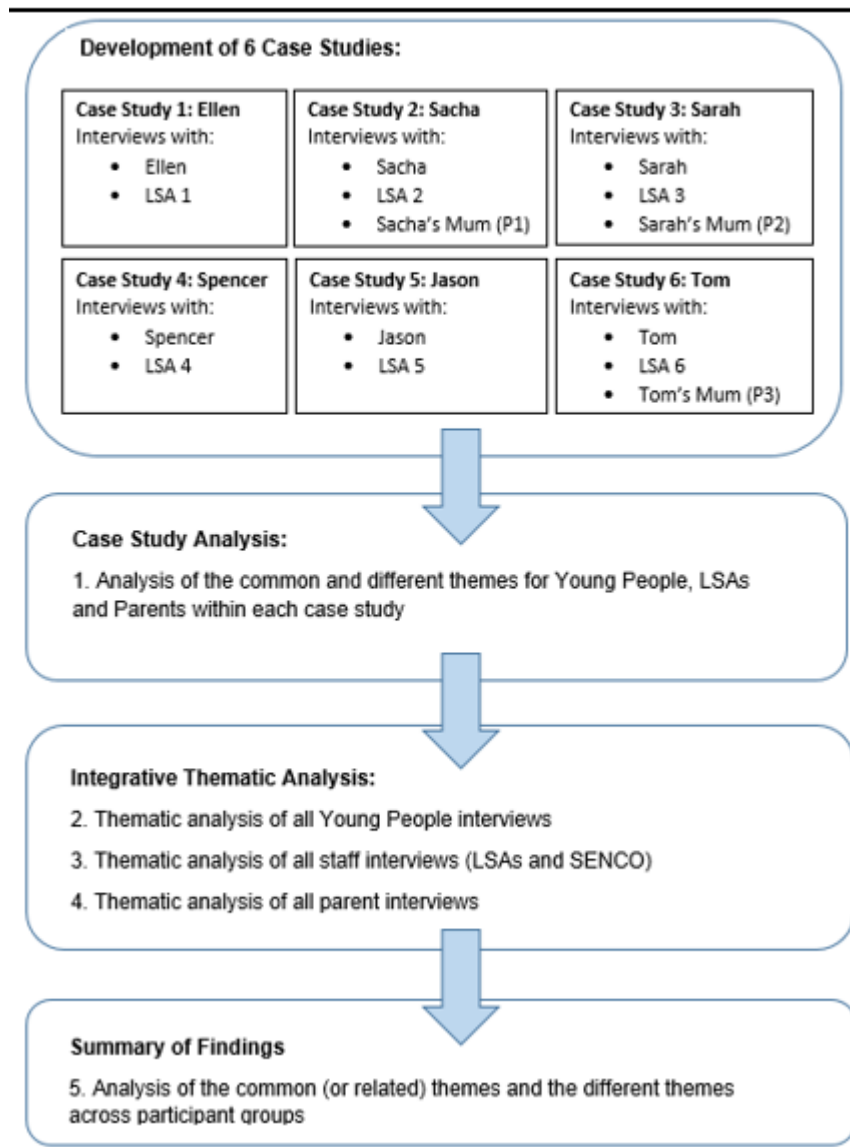 Development of 6 Case Studies:
Case Study 1: Ellen
Interviews with:
• Ellen
• LSA 1
Case Study 2: Sacha
Interviews with:
• Sacha
• LSA 2
• Sacha's Mum (P1)
Case Study 3: Sarah
Interviews with:
• Sarah
• LSA 3
• Sarah's Mum (P2)
Case Study 4: Spencer
Interviews with:
• Spencer
• LSA 4
Case Study 5: Jason
Interviews with:
• Jason
• LSA 5
Case Study 6: Tom
Interviews with:
• Tom
• LSA 6
• Tom's Mum (P3)
Case Study Analysis:
1. Analysis of the common and different themes for Young People, LSAs
and Parents within each case study
Integrative Thematic Analysis:
2. Thematic analysis of all Young People interviews
3. Thematic analysis of all staff interviews (LSAs and SENCO)
4. Thematic analysis of all parent interviews
Summary of Findings
5. Analysis of the common (or related) themes and the different themes
across participant groups